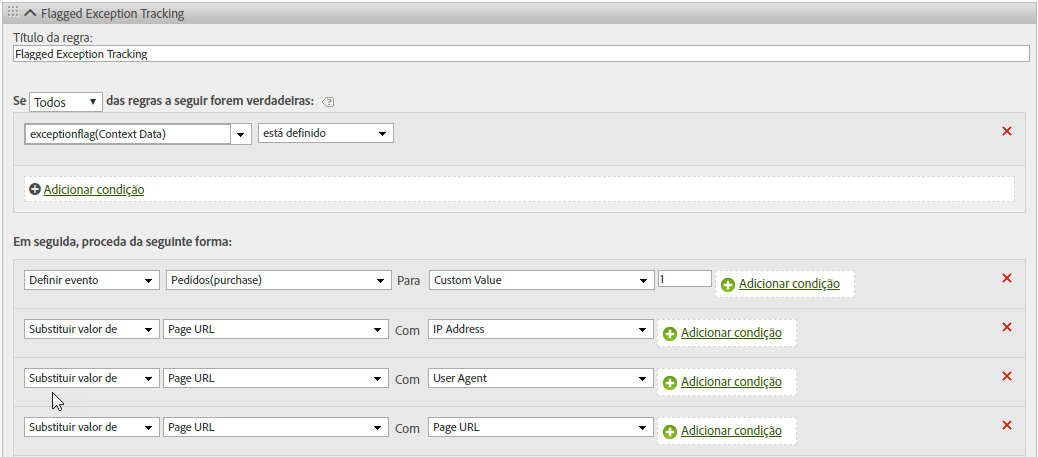 Flagged Exception Tracking
Título da regra:
Flagged Exception Tracking
Se Todos das regras a seguir forem verdadeiras: ?
exceptionflag(Context Data) está definido
Adicionar condição
Em seguida, proceda da seguinte forma:
Definir evento Pedidos(purchase) Para Custom Value 1 Adicionar condição
Substituir valor de Page URL Com IP Address Adicionar condição
Substituir valor de Page URL Com User Agent Adicionar condição
Substituir valor de Page URL Com Page URL Adicionar condição